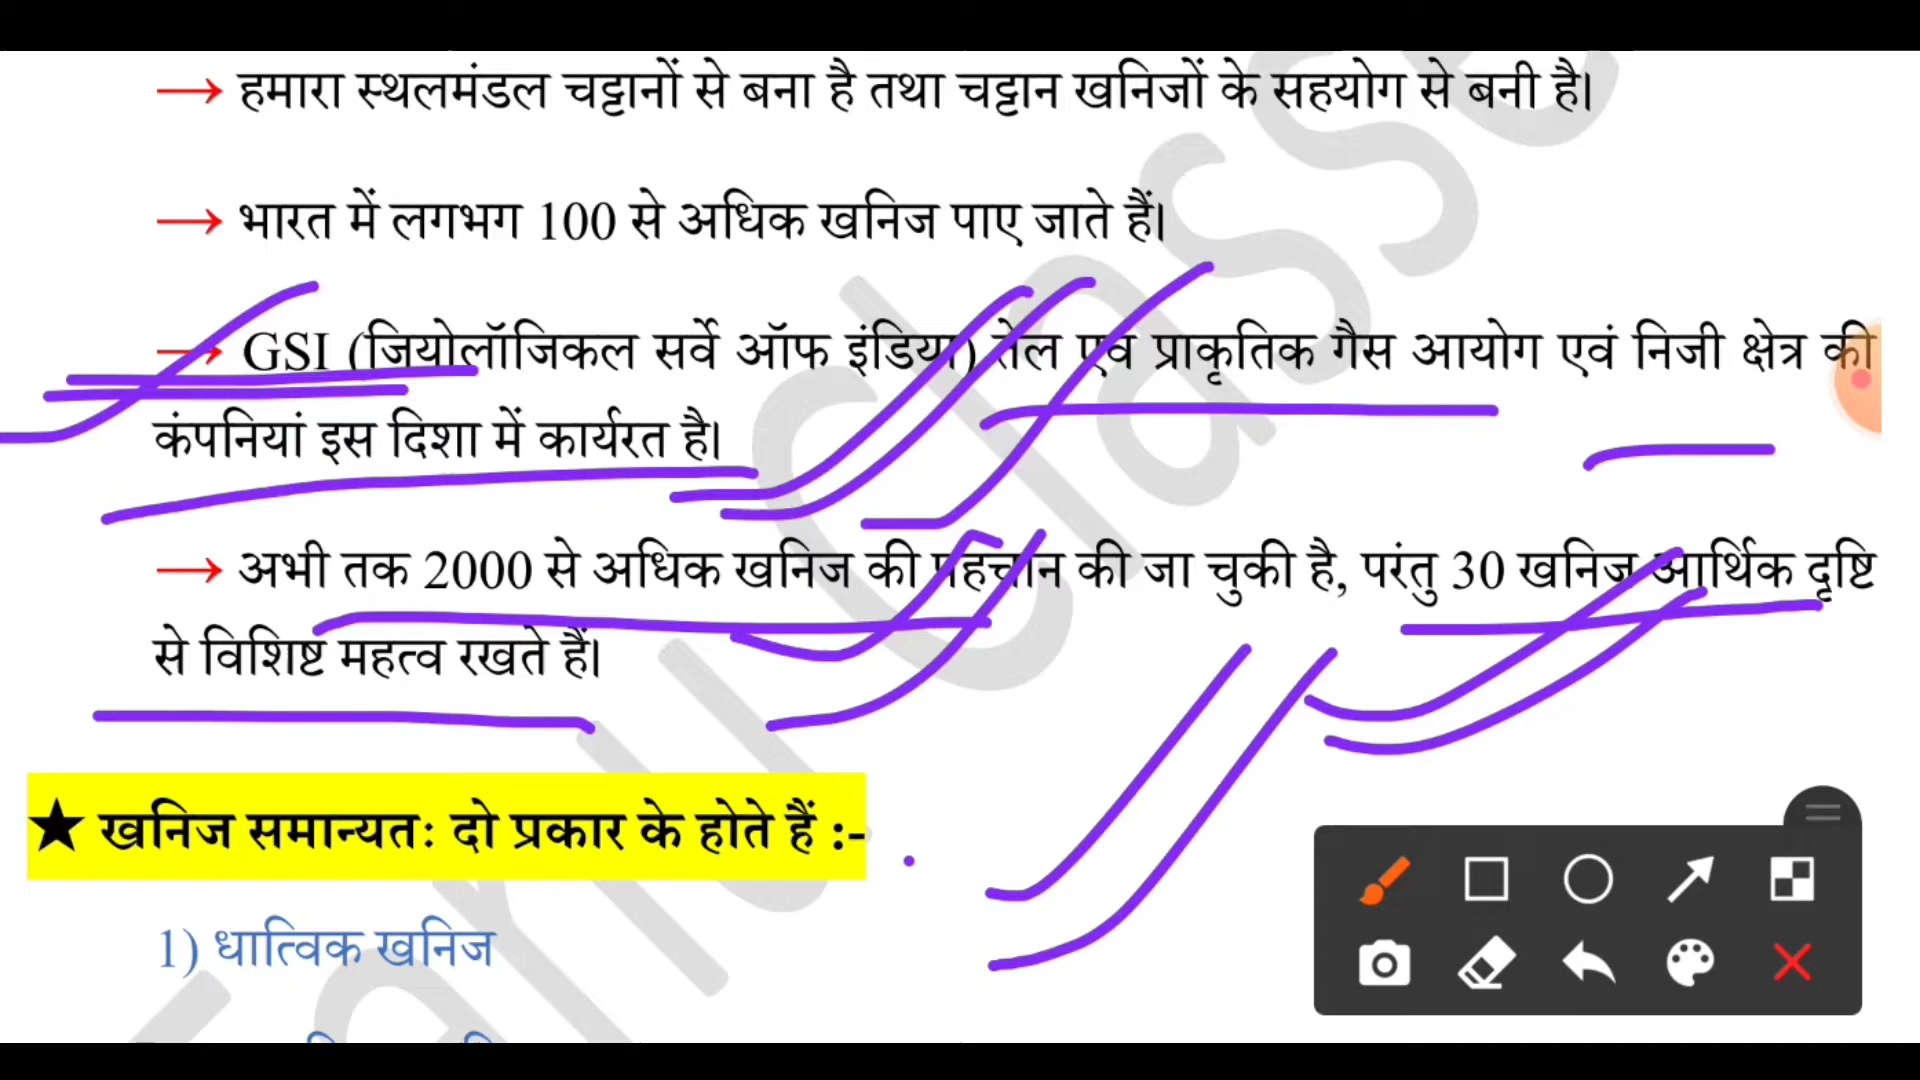 → हमारा स्थलमंडल चट्टानों से बना है तथा चट्टान खनिजों के सहयोग से बनी है।
→ भारत में लगभग 100 से अधिक खनिज पाए जाते हैं।
→ GSI (जियोलॉजिकल सर्वे ऑफ इंडिया) तेल एवं प्राकृतिक गैस आयोग एवं निजी क्षेत्र की
कंपनियां इस दिशा में कार्यरत है।
→ अभी तक 2000 से अधिक खनिज की पहचान की जा चुकी है, परंतु 30 खनिज आर्थिक दृष्टि
से विशिष्ट महत्व रखते हैं।
★ खनिज समान्यतः दो प्रकार के होते हैं :-
1) धात्विक खनिज